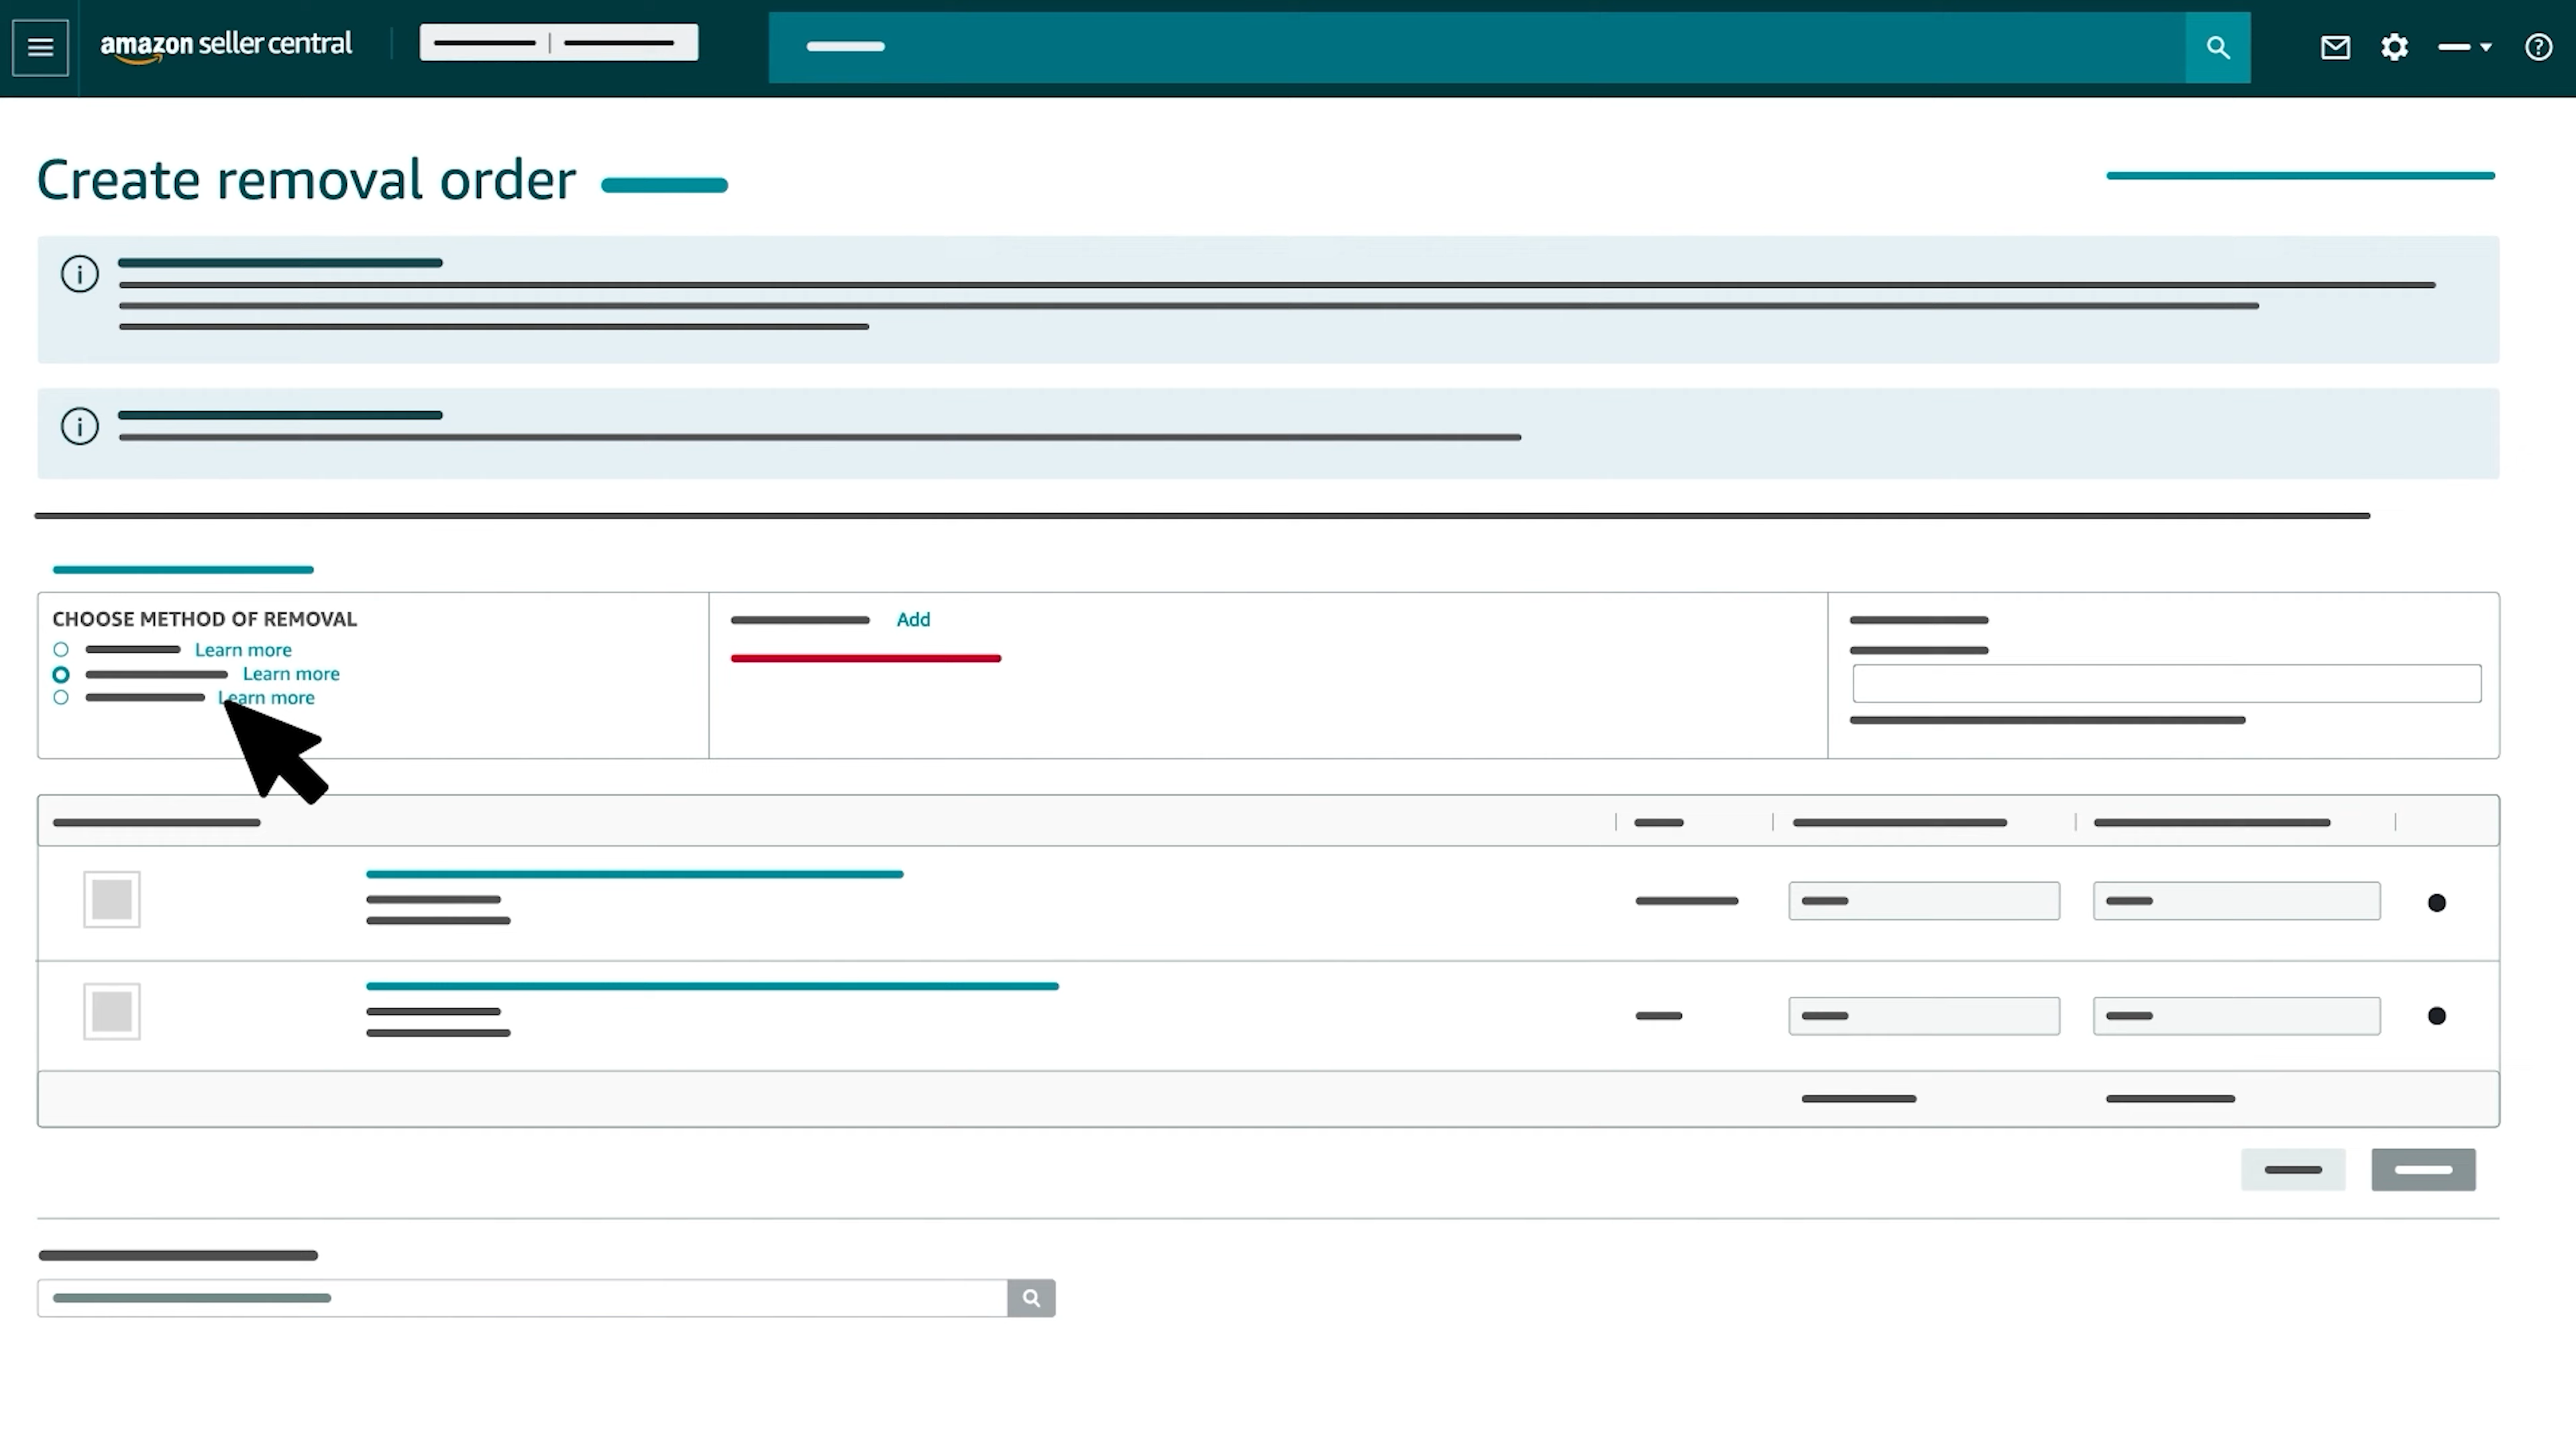 amazon seller central
Create removal order
CHOOSE METHOD OF REMOVAL
Learn more
Learn more
Learn more
Add